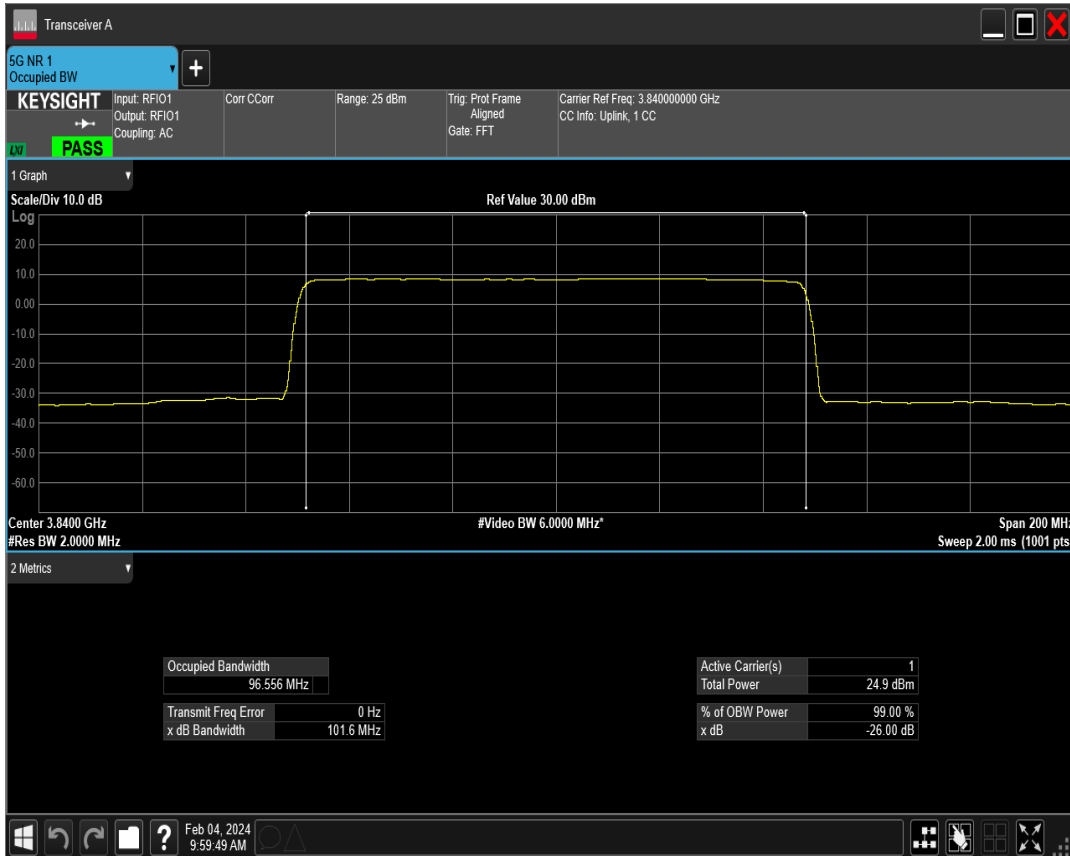 Transceiver A
5G NR 1
Occupied BW
+
KEYSIGHT
LXI
PASS
Input: RFIO1
Output: RFIO1
Coupling: AC
Corr CCorr
Range: 25 dBm
Trig: Prot Frame
Aligned
Gate: FFT
Carrier Ref Freq: 3.840000000 GHz
CC Info: Uplink, 1 CC
1 Graph
Scale/Div 10.0 dB
Ref Value 30.00 dBm
Log
20.0
10.0
0.00
-10.0
-20.0
-30.0
-40.0
-50.0
-60.0
Center 3.8400 GHz
#Video BW 6.0000 MHz*
Span 200 MHz
#Res BW 2.0000 MHz
Sweep 2.00 ms (1001 pts
2 Metrics
Occupied Bandwidth
96.556 MHz
Transmit Freq Error 0 Hz
x dB Bandwidth 101.6 MHz
Active Carrier(s) 1
Total Power 24.9 dBm
% of OBW Power 99.00 %
x dB -26.00 dB
?
Feb 04, 2024
9:59:49 AM